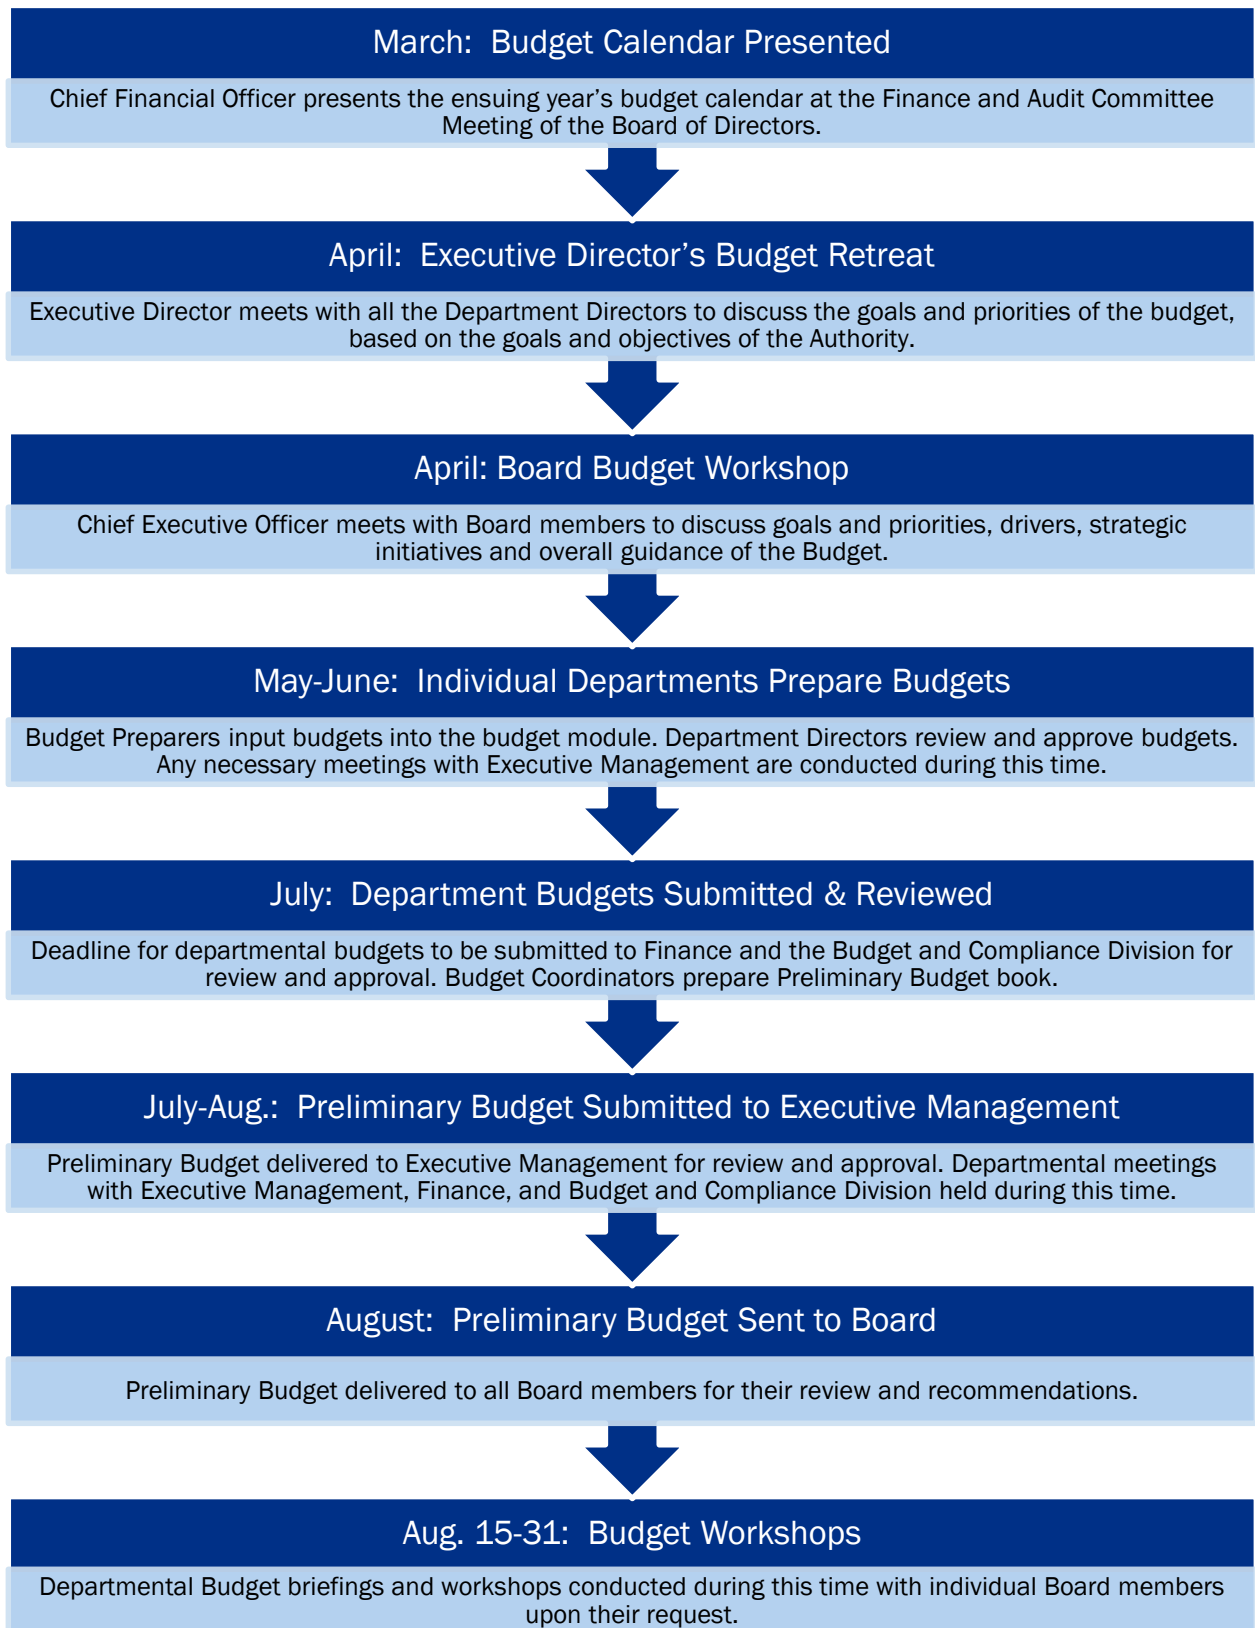 March:  Budget Calendar Presented
Chief Financial Officer presents the ensuing year's budget calendar at the Finance and Audit Committee
Meeting of the Board of Directors.
April:  Executive Director's Budget Retreat
Executive Director meets with all the Department Directors to discuss the goals and priorities of the budget,
based on the goals and objectives of the Authority.
April: Board Budget Workshop
Chief Executive Officer meets with Board members to discuss goals and priorities, drivers, strategic
initiatives and overall guidance of the Budget.
May-June:  Individual Departments Prepare Budgets
Budget Preparers input budgets into the budget module. Department Directors review and approve budgets.
Any necessary meetings with Executive Management are conducted during this time.
July:  Department Budgets Submitted & Reviewed
Deadline for departmental budgets to be submitted to Finance and the Budget and Compliance Division for
review and approval. Budget Coordinators prepare Preliminary Budget book.
July-Aug.:  Preliminary Budget Submitted to Executive Management
Preliminary Budget delivered to Executive Management for review and approval. Departmental meetings
with Executive Management, Finance, and Budget and Compliance Division held during this time.
August:  Preliminary Budget Sent to Board
Preliminary Budget delivered to all Board members for their review and recommendations.
Aug. 15-31:  Budget Workshops
Departmental Budget briefings and workshops conducted during this time with individual Board members
upon their request.